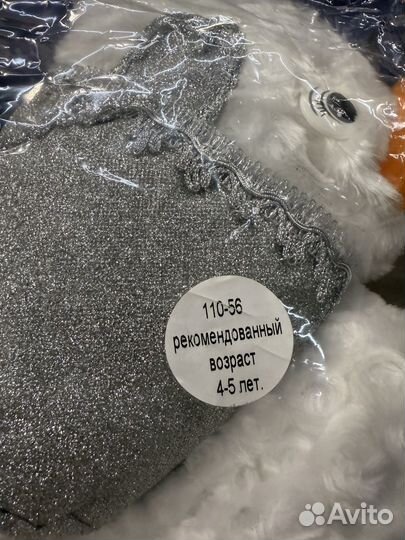 110-56
рекомендованный
возраст
4-5 лет.
Avito